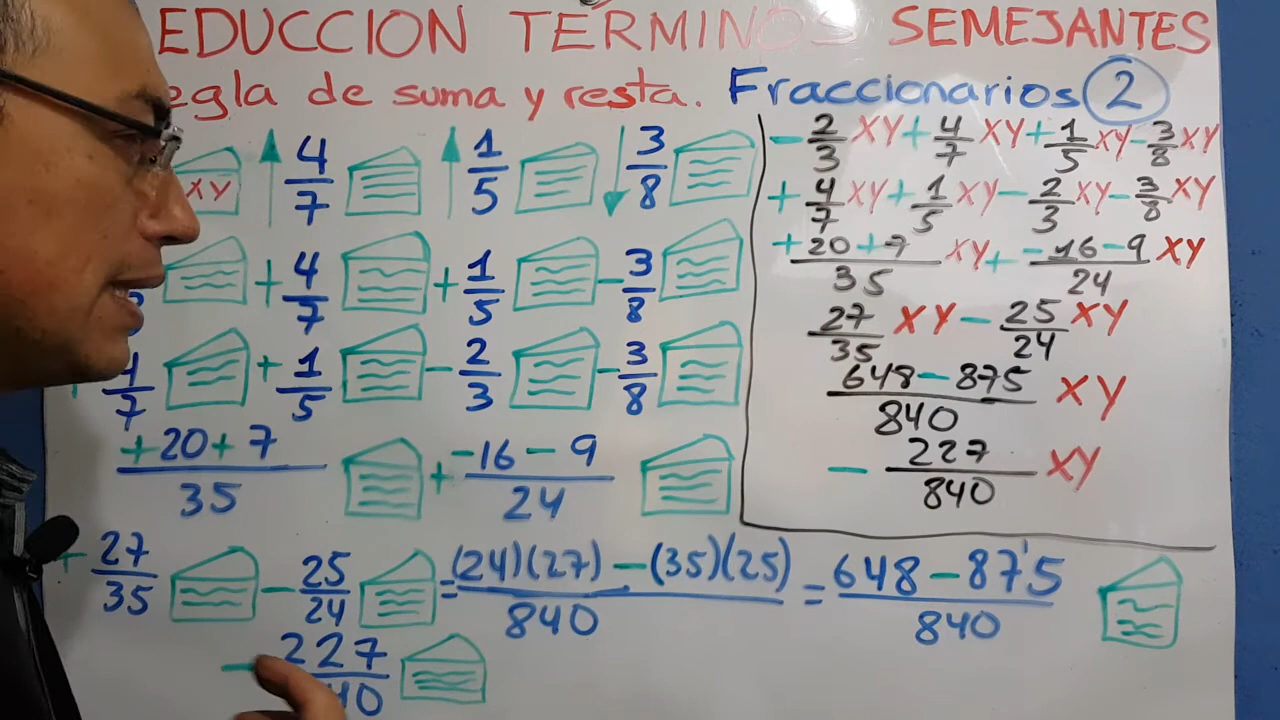 EDUCCION TÉRMINOS SEMEJANTES
egla de suma y resta. Fraccionarios 2
XY 4/7 1/5 3/8
+ 4/7 + 1/5 - 3/8
+ 1/5 - 2/3 - 3/8
+20+7/35 + -16-9/24
+ 27/35 - 25/24 = (24)(27)-(35)(25)/840 = 648-875/840
- 227/40
- 2/3 XY + 4/7 XY + 1/5 XY - 3/8 XY
+ 4/7 XY + 1/5 XY - 2/3 XY - 3/8 XY
+20+7/35 XY + -16-9/24 XY
27/35 XY - 25/24 XY
648-875/840 XY
- 227/840 XY